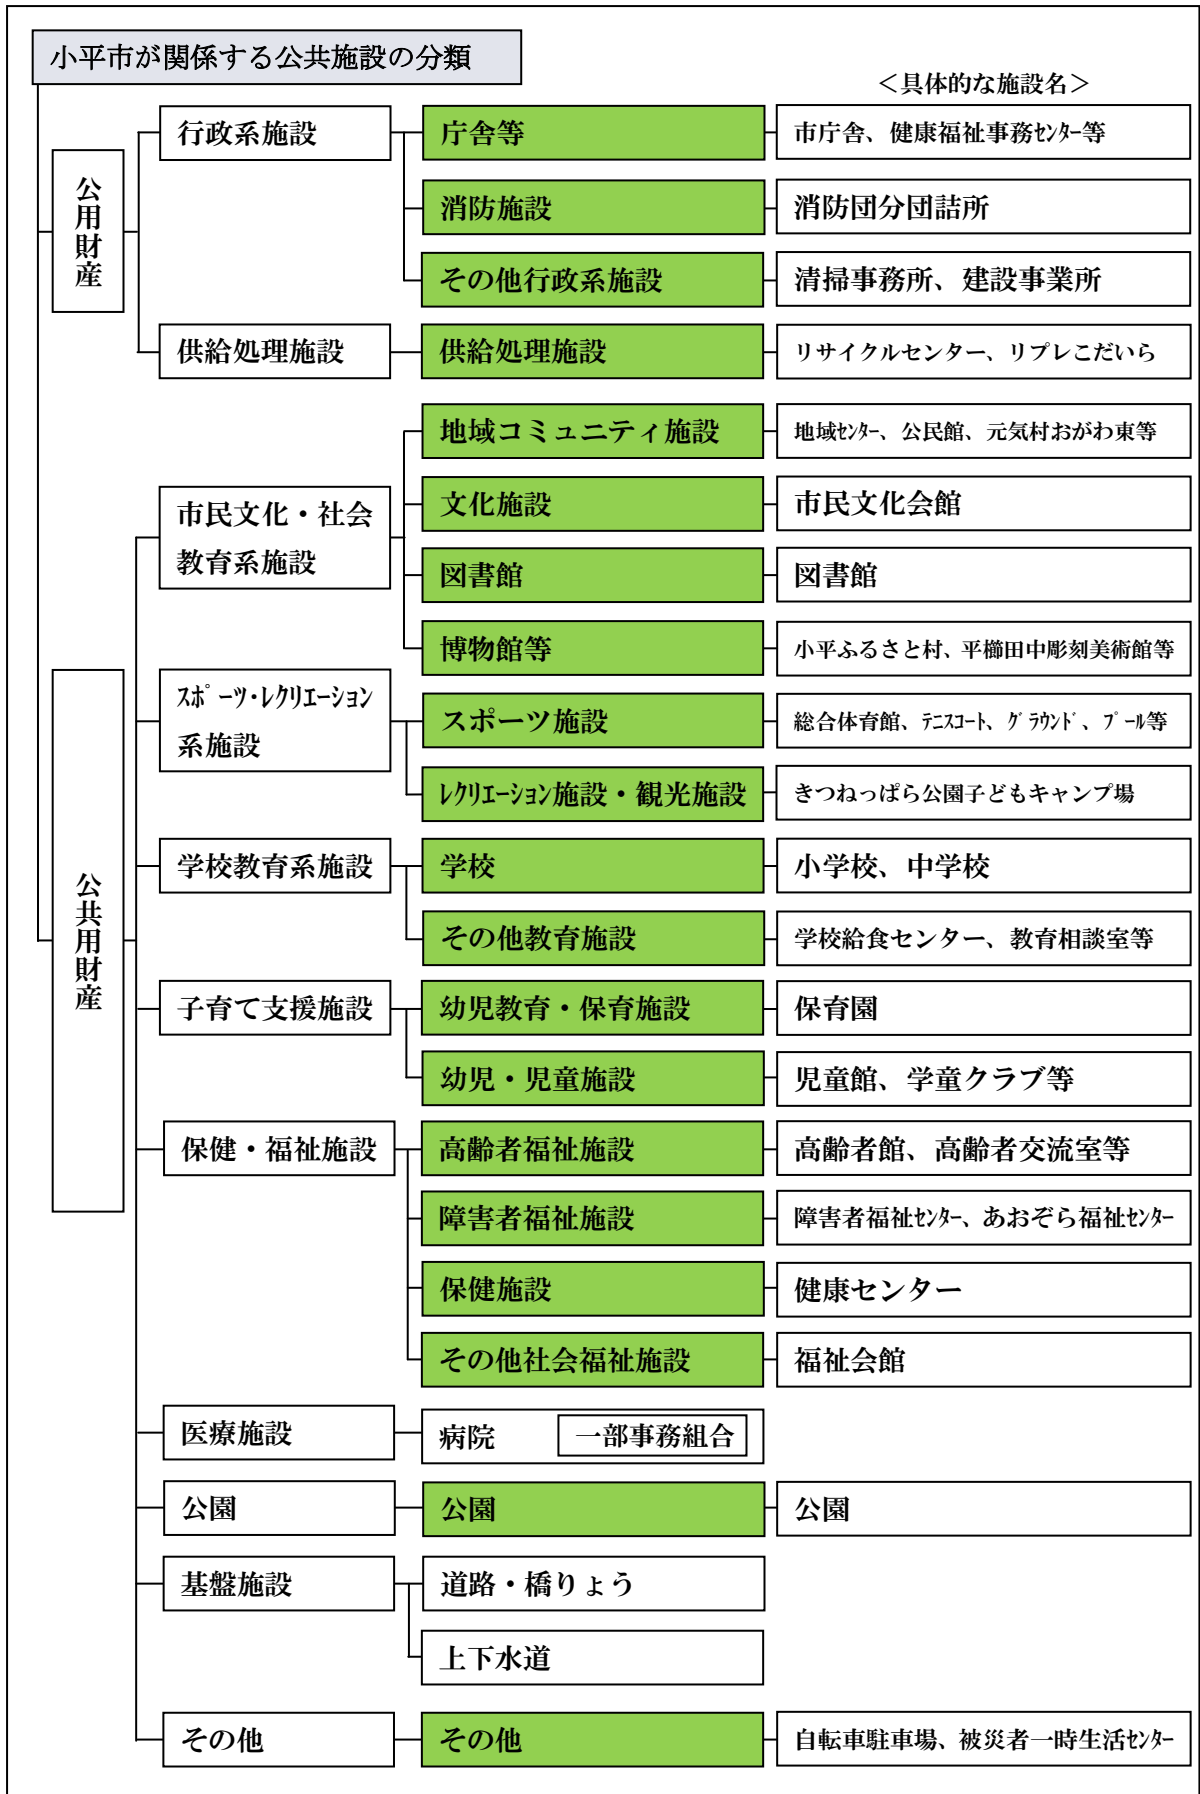 小平市が関係する公共施設の分類
＜具体的な施設名＞
公用財産
行政系施設
庁舎等
市庁舎、健康福祉事務ｾﾝﾀｰ等
消防施設
消防団分団詰所
その他行政系施設
清掃事務所、建設事業所
供給処理施設
供給処理施設
リサイクルセンター、リプレこだいら
公共用財産
市民文化・社会
教育系施設
地域コミュニティ施設
地域ｾﾝﾀｰ、公民館、元気村おがわ東等
文化施設
市民文化会館
図書館
図書館
博物館等
小平ふるさと村、平櫛田中彫刻美術館等
ｽﾎﾟｰﾂ・ﾚｸﾘｴｰｼｮﾝ
系施設
スポーツ施設
総合体育館、ﾃﾆｽｺｰﾄ、ｸﾞﾗｳﾝﾄﾞ、ﾌﾟｰﾙ等
ﾚｸﾘｴｰｼｮﾝ施設・観光施設
きつねっぱら公園子どもキャンプ場
学校教育系施設
学校
小学校、中学校
その他教育施設
学校給食センター、教育相談室等
子育て支援施設
幼児教育・保育施設
保育園
幼児・児童施設
児童館、学童クラブ等
保健・福祉施設
高齢者福祉施設
高齢者館、高齢者交流室等
障害者福祉施設
障害者福祉ｾﾝﾀｰ、あおぞら福祉ｾﾝﾀｰ
保健施設
健康センター
その他社会福祉施設
福祉会館
医療施設
病院 一部事務組合
公園
公園
公園
基盤施設
道路・橋りょう
上下水道
その他
その他
自転車駐車場、被災者一時生活ｾﾝﾀｰ